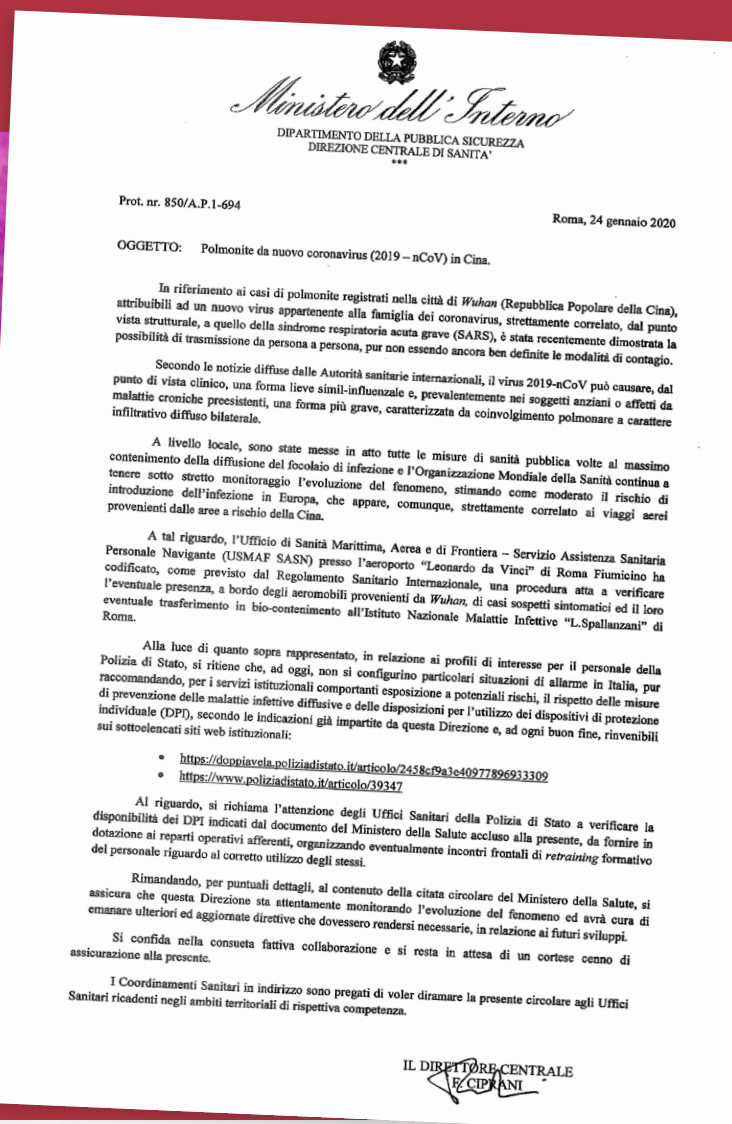 Ministero dell'Interno
DIPARTIMENTO DELLA PUBBLICA SICUREZZA
DIREZIONE CENTRALE DI SANITA'
***
Prot. nr. 850/A.P.1-694
Roma, 24 gennaio 2020
OGGETTO: Polmonite da nuovo coronavirus (2019 – nCoV) in Cina.
In riferimento ai casi di polmonite registrati nella città di Wuhan (Repubblica Popolare della Cina),
attribuibili ad un nuovo virus appartenente alla famiglia dei coronavirus, strettamente correlato, dal punto
vista strutturale, a quello della sindrome respiratoria acuta grave (SARS), è stata recentemente dimostrata la
possibilità di trasmissione da persona a persona, pur non essendo ancora ben definite le modalità di contagio.
Secondo le notizie diffuse dalle Autorità sanitarie internazionali, il virus 2019-nCoV può causare, dal
punto di vista clinico, una forma lieve simil-influenzale e, prevalentemente nei soggetti anziani o affetti da
malattie croniche preesistenti, una forma più grave, caratterizzata da coinvolgimento polmonare a carattere
infiltrativo diffuso bilaterale.
A livello locale, sono state messe in atto tutte le misure di sanità pubblica volte al massimo
contenimento della diffusione del focolaio di infezione e l'Organizzazione Mondiale della Sanità continua a
tenere sotto stretto monitoraggio l'evoluzione del fenomeno, stimando come moderato il rischio di
introduzione dell'infezione in Europa, che appare, comunque, strettamente correlato ai viaggi aerei
provenienti dalle aree a rischio della Cina.
A tal riguardo, l'Ufficio di Sanità Marittima, Aerea e di Frontiera – Servizio Assistenza Sanitaria
Personale Navigante (USMAF SASN) presso l'aeroporto "Leonardo da Vinci" di Roma Fiumicino ha
codificato, come previsto dal Regolamento Sanitario Internazionale, una procedura atta a verificare
l'eventuale presenza, a bordo degli aeromobili provenienti da Wuhan, di casi sospetti sintomatici ed il loro
eventuale trasferimento in bio-contenimento all'Istituto Nazionale Malattie Infettive "L.Spallanzani" di
Roma.
Alla luce di quanto sopra rappresentato, in relazione ai profili di interesse per il personale della
Polizia di Stato, si ritiene che, ad oggi, non si configurino particolari situazioni di allarme in Italia, pur
raccomandando, per i servizi istituzionali comportanti esposizione a potenziali rischi, il rispetto delle misure
di prevenzione delle malattie infettive diffusive e delle disposizioni per l'utilizzo dei dispositivi di protezione
individuale (DPI), secondo le indicazioni già impartite da questa Direzione e, ad ogni buon fine, rinvenibili
sui sottoelencati siti web istituzionali:
• https://doppiavela.poliziadistato.it/articolo/2458cf9a3e40977896933309
• https://www.poliziadistato.it/articolo/39347
Al riguardo, si richiama l'attenzione degli Uffici Sanitari della Polizia di Stato a verificare la
disponibilità dei DPI indicati dal documento del Ministero della Salute accluso alla presente, da fornire in
dotazione ai reparti operativi afferenti, organizzando eventualmente incontri frontali di retraining formativo
del personale riguardo al corretto utilizzo degli stessi.
Rimandando, per puntuali dettagli, al contenuto della citata circolare del Ministero della Salute, si
assicura che questa Direzione sta attentamente monitorando l'evoluzione del fenomeno ed avrà cura di
emanare ulteriori ed aggiornate direttive che dovessero rendersi necessarie, in relazione ai futuri sviluppi.
Si confida nella consueta fattiva collaborazione e si resta in attesa di un cortese cenno di
assicurazione alla presente.
I Coordinamenti Sanitari in indirizzo sono pregati di voler diramare la presente circolare agli Uffici
Sanitari ricadenti negli ambiti territoriali di rispettiva competenza.
IL DIRETTORE CENTRALE
F. CIPRANI